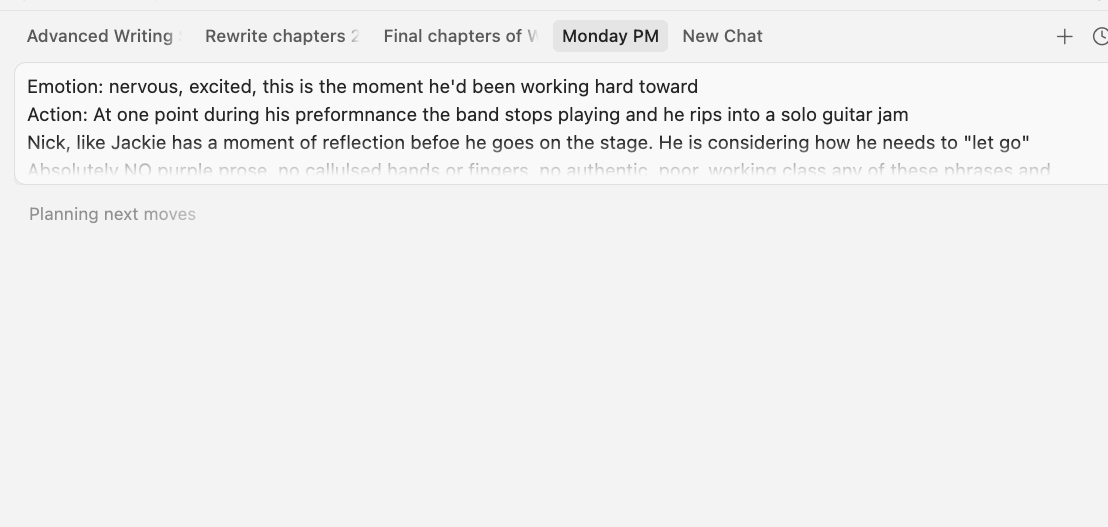 Advanced Writing
Rewrite chapters 2
Final chapters of W
Monday PM
New Chat
Emotion: nervous, excited, this is the moment he'd been working hard toward
Action: At one point during his preformnance the band stops playing and he rips into a solo guitar jam
Nick, like Jackie has a moment of reflection befoe he goes on the stage. He is considering how he needs to "let go"
Absolutely NO purple prose, no callulsed hands or fingers, no authentic, poor, working class any of these phrases and
Planning next moves